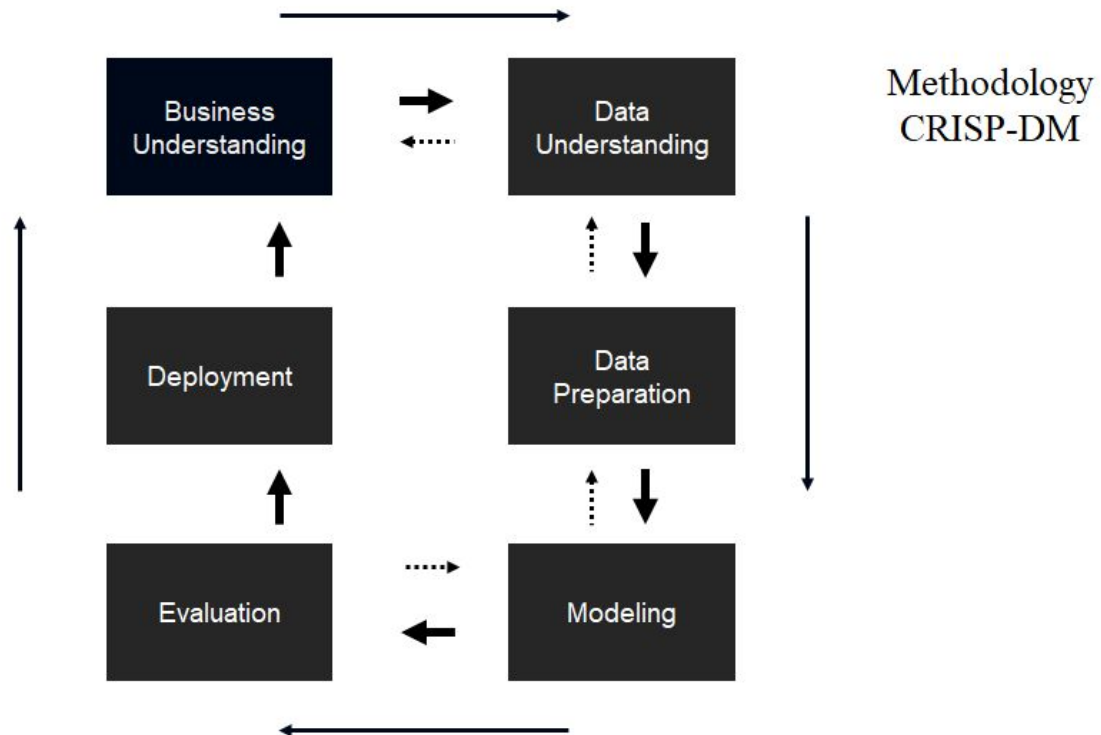 Methodology
CRISP-DM
Business
Understanding
Data
Understanding
Deployment
Data
Preparation
Evaluation
Modeling